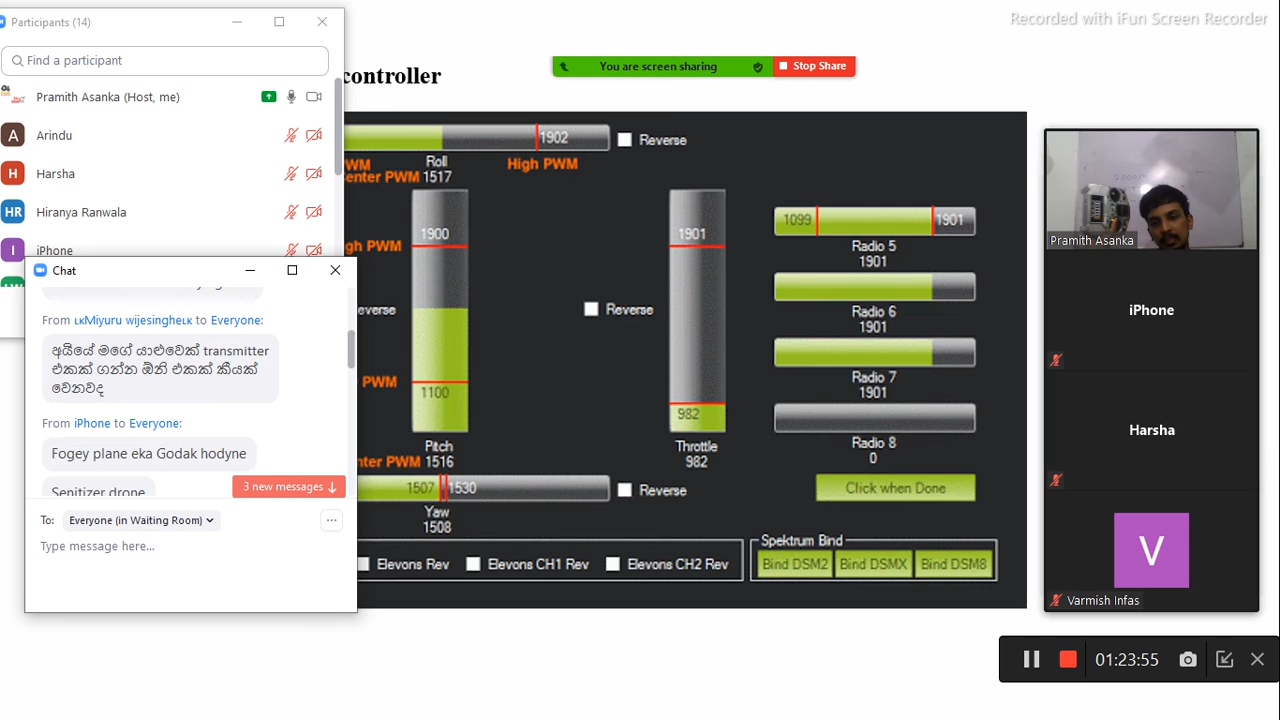 Recorded with iFun Screen Recorder
Participants (14)
Find a participant
Pramith Asanka (Host, me)
A Arindu
H Harsha
HR Hiranya Ranwala
I iPhone
Chat
From ʟᴋMiyuru wijesingheʟᴋ to Everyone:
අයියේ මගේ යාළුවෙක් transmitter
එකක් ගන්න ඕනි එකක් කීයක්
වෙනවද
From iPhone to Everyone:
Fogey plane eka Godak hodyne
Senitizer drone
3 new messages
To: Everyone (in Waiting Room)
Type message here...
controller
You are screen sharing
Stop Share
1902
Reverse
PWM
Roll
High PWM
enter PWM 1517
1900
1901
igh PWM
everse
Reverse
PWM
1100
982
Pitch
nter PWM 1516
Throttle
982
1507 1530
Reverse
Yaw
1508
Elevons Rev
Elevons CH1 Rev
Elevons CH2 Rev
1099 1901
Radio 5
1901
Radio 6
1901
Radio 7
1901
Radio 8
0
Click when Done
Spektrum Bind
Bind DSM2
Bind DSMX
Bind DSM8
Pramith Asanka
iPhone
Harsha
V
Varmish Infas
01:23:55